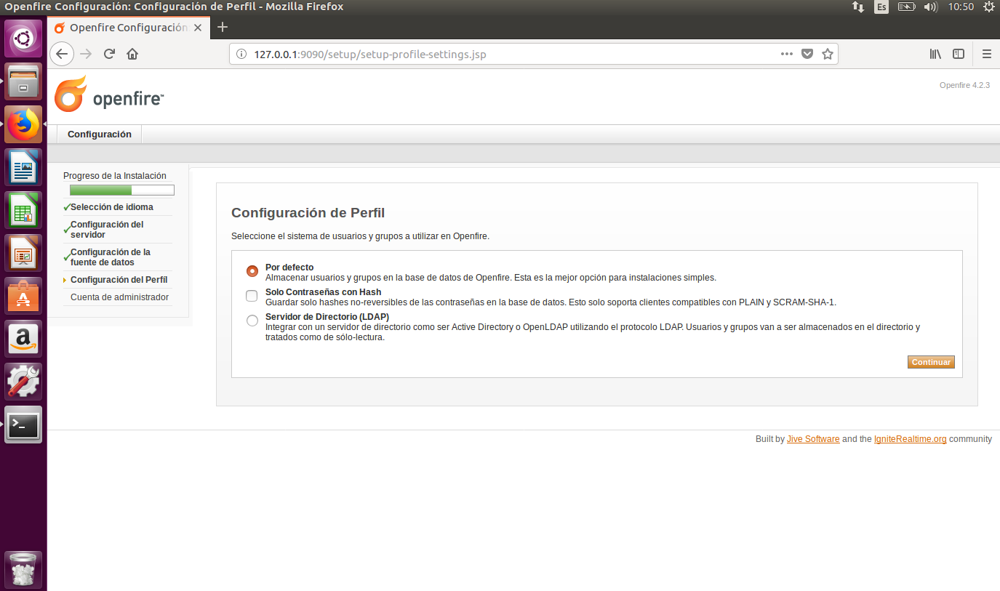 Openfire Configuración: Configuración de Perfil - Mozilla Firefox
Es
10:50
Openfire Configuración
127.0.0.1:9090/setup/setup-profile-settings.jsp
openfire™
Openfire 4.2.3
Configuración
Progreso de la Instalación
Selección de idioma
Configuración del
servidor
Configuración de la
fuente de datos
Configuración del Perfíl
Cuenta de administrador
Configuración de Perfil
Seleccione el sistema de usuarios y grupos a utilizar en Openfire.
Por defecto
Almacenar usuarios y grupos en la base de datos de Openfire. Esta es la mejor opción para instalaciones simples.
Solo Contraseñas con Hash
Guardar solo hashes no-reversibles de las contraseñas en la base de datos. Esto solo soporta clientes compatibles con PLAIN y SCRAM-SHA-1.
Servidor de Directorio (LDAP)
Integrar con un servidor de directorio como ser Active Directory o OpenLDAP utilizando el protocolo LDAP. Usuarios y grupos van a ser almacenados en el directorio y
tratados como de sólo-lectura.
Continuar
Built by Jive Software and the IgniteRealtime.org community